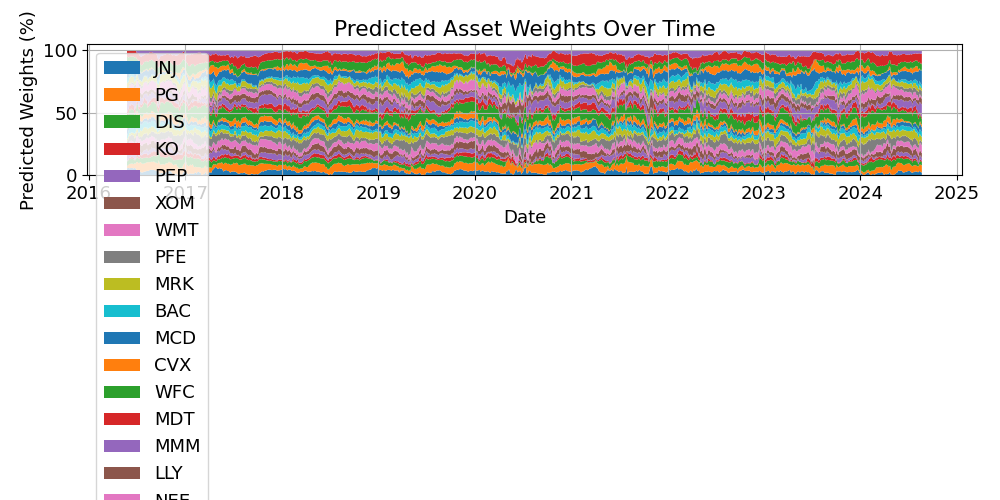 Predicted Asset Weights Over Time
Predicted Weights (%)
100
50
0
2016 2017 2018 2019 2020 2021 2022 2023 2024 2025
Date
JNJ
PG
DIS
KO
PEP
XOM
WMT
PFE
MRK
BAC
MCD
CVX
WFC
MDT
MMM
LLY
NEE